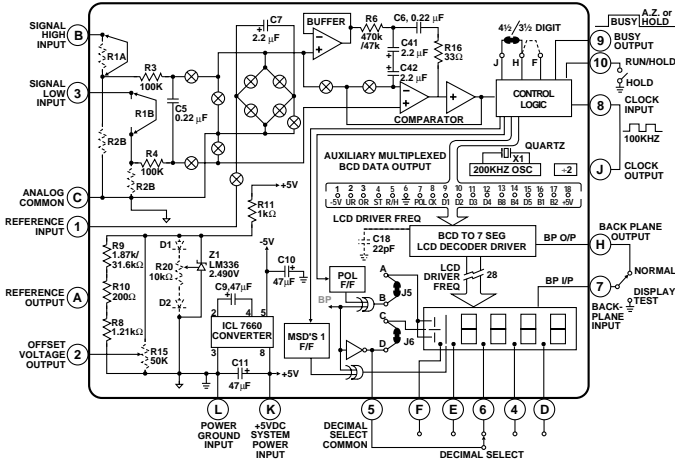 SIGNAL
HIGH
INPUT
B
R1A
SIGNAL
LOW
INPUT
3
R3
100K
R1B
C5
0.22 µF
R2B
R4
100K
R2B
ANALOG
COMMON
C
REFERENCE INPUT
1
C7
2.2 µF
BUFFER
R6
470k
/47k
C6, 0.22 µF
C41
2.2 µF
C42
2.2 µF
R16
33Ω
COMPARATOR
4½/3½ DIGIT
J
H
F
CONTROL
LOGIC
BUSY
A.Z. or
HOLD
9
BUSY
OUTPUT
10
RUN/HOLD
HOLD
8
CLOCK
INPUT
100KHZ
J
CLOCK
OUTPUT
QUARTZ
X1
200KHZ OSC
÷2
AUXILIARY MULTIPLEXED
BCD DATA OUTPUT
1 2 3 4 5 6 7 8 9 10 11 12 13 14 15 16 17 18
-5V UR OR ST R/H POL OX D1 D2 D3 D4 B8 B4 D5 B1 B2 +5V
LCD DRIVER FREQ
C18
22pF
BCD TO 7 SEG
LCD DECODER DRIVER
BP O/P
BACK PLANE
OUTPUT
H
LCD
DRIVER
FREQ
28
BP I/P
7
NORMAL
DISPLAY
TEST
BACK-
PLANE
INPUT
+5V
R11
1kΩ
-5V
R9
1.87k/
31.6kΩ
D1
R20
10kΩ
Z1
LM336
2.490V
D2
C10
47µF
REFERENCE
OUTPUT
A
R10
200Ω
R8
1.21kΩ
C9,47µF
2
4
5
ICL 7660
CONVERTER
3
8
OFFSET
VOLTAGE
OUTPUT
2
R15
50K
C11
47µF
+5V
POL
F/F
A
B
J5
BP
MSD'S 1
F/F
C
D
J6
L
POWER
GROUND
INPUT
K
+5VDC
SYSTEM
POWER
INPUT
5
DECIMAL
SELECT
COMMON
F
E
6
4
D
DECIMAL SELECT